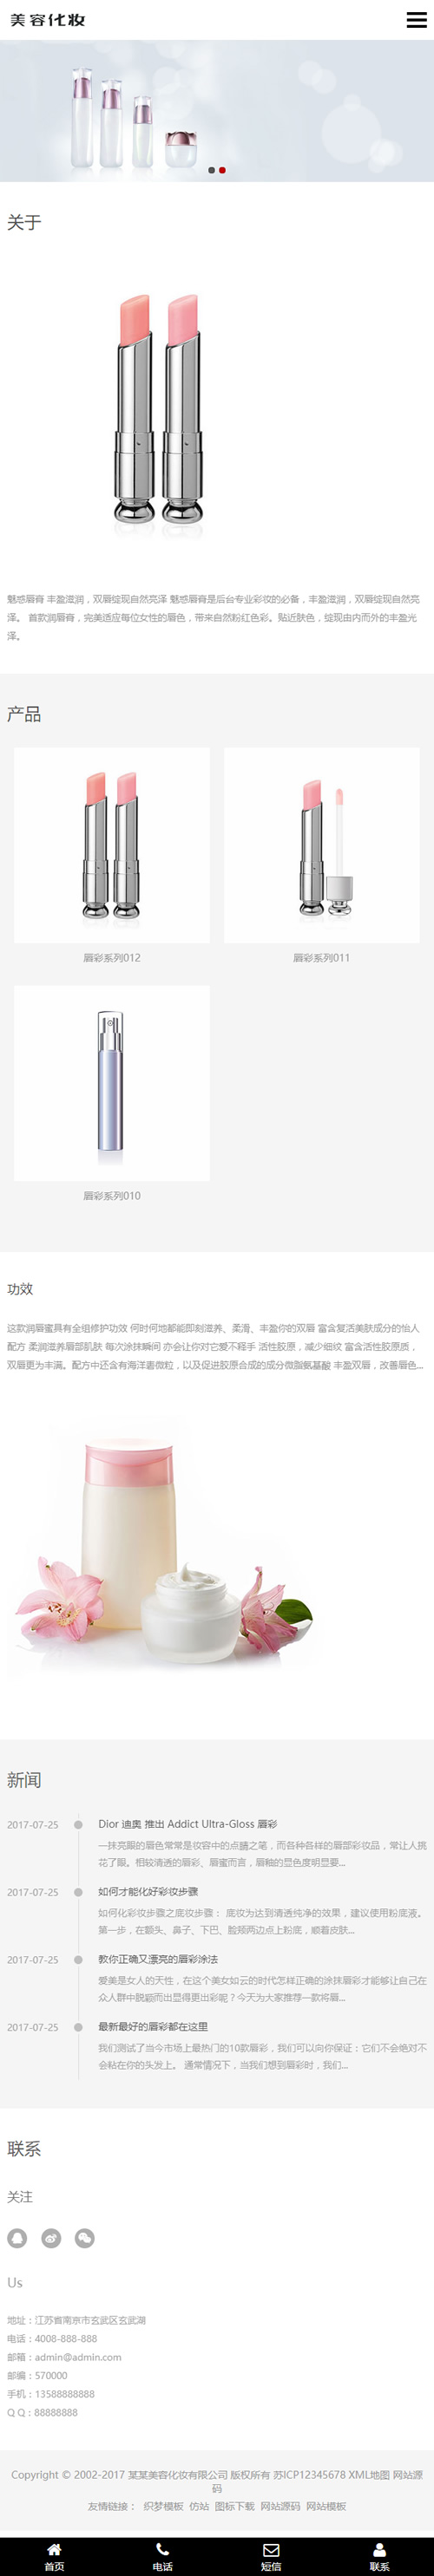 美容化妆
关于
魅惑唇膏 丰盈滋润，双唇绽现自然亮泽 魅惑唇膏是后台专业彩妆的必备，丰盈滋润，双唇绽现自然亮
泽。 首款润唇膏，完美适应每位女性的唇色，带来自然粉红色彩。贴近肤色，绽现由内而外的丰盈光
泽。
产品
唇彩系列012
唇彩系列011
唇彩系列010
功效
这款润唇蜜具有全组修护功效 何时何地都能即刻滋养、柔滑、丰盈你的双唇 富含复活美肤成分的怡人
配方 柔润滋养唇部肌肤 每次涂抹瞬间 亦会让你对它爱不释手 活性胶原，减少细纹 富含活性胶原质，
双唇更为丰满。配方中还含有海洋素微粒，以及促进胶原合成的成分微脂氨基酸 丰盈双唇，改善唇色...
新闻
2017-07-25
Dior 迪奥 推出 Addict Ultra-Gloss 唇彩
一抹亮眼的唇色常常是妆容中的点睛之笔，而各种各样的唇部彩妆品，常让人挑
花了眼。相较清透的唇彩、唇蜜而言，唇釉的显色度明显要...
2017-07-25
如何才能化好彩妆步骤
如何化彩妆步骤之底妆步骤： 底妆为达到清透纯净的效果，建议使用粉底液。
第一步，在额头、鼻子、下巴、脸颊两边点上粉底，顺着皮肤...
2017-07-25
教你正确又漂亮的唇彩涂法
爱美是女人的天性，在这个美女如云的时代怎样正确的涂抹唇彩才能够让自己在
众人群中脱颖而出显得更出彩呢？今天为大家推荐一款将唇...
2017-07-25
最新最好的唇彩都在这里
我们测试了当今市场上最热门的10款唇彩，我们可以向你保证：它们不会绝对不
会粘在你的头发上。 通常情况下，当我们想到唇彩时，我们...
联系
关注
Us
地址：江苏省南京市玄武区玄武湖
电话：4008-888-888
邮箱：admin@admin.com
邮编：570000
手机：13588888888
Q Q：88888888
Copyright © 2002-2017 某某美容化妆有限公司 版权所有 苏ICP12345678 XML地图 网站源
码
友情链接： 织梦模板 仿站 图标下载 网站源码 网站模板
首页 电话 短信 联系